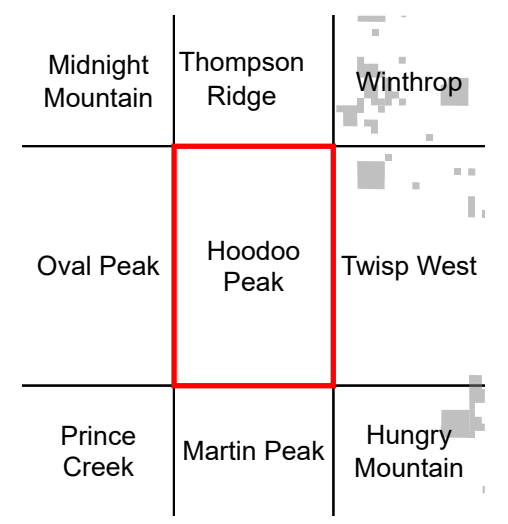 Midnight
Mountain
Thompson
Ridge
Winthrop
Oval Peak
Hoodoo
Peak
Twisp West
Prince
Creek
Martin Peak
Hungry
Mountain